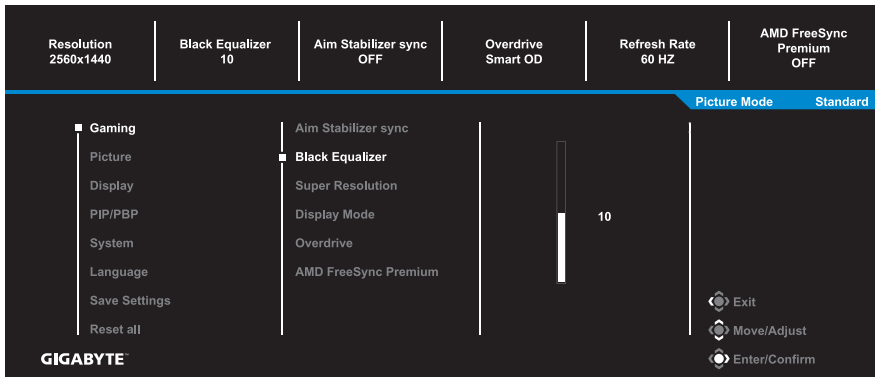 Resolution
2560x1440
Black Equalizer
10
Aim Stabilizer sync
OFF
Overdrive
Smart OD
Refresh Rate
60 HZ
AMD FreeSync
Premium
OFF
Picture Mode Standard
Gaming
Picture
Display
PIP/PBP
System
Language
Save Settings
Reset all
Aim Stabilizer sync
Black Equalizer
Super Resolution
Display Mode
Overdrive
AMD FreeSync Premium
10
Exit
Move/Adjust
Enter/Confirm
GIGABYTE™